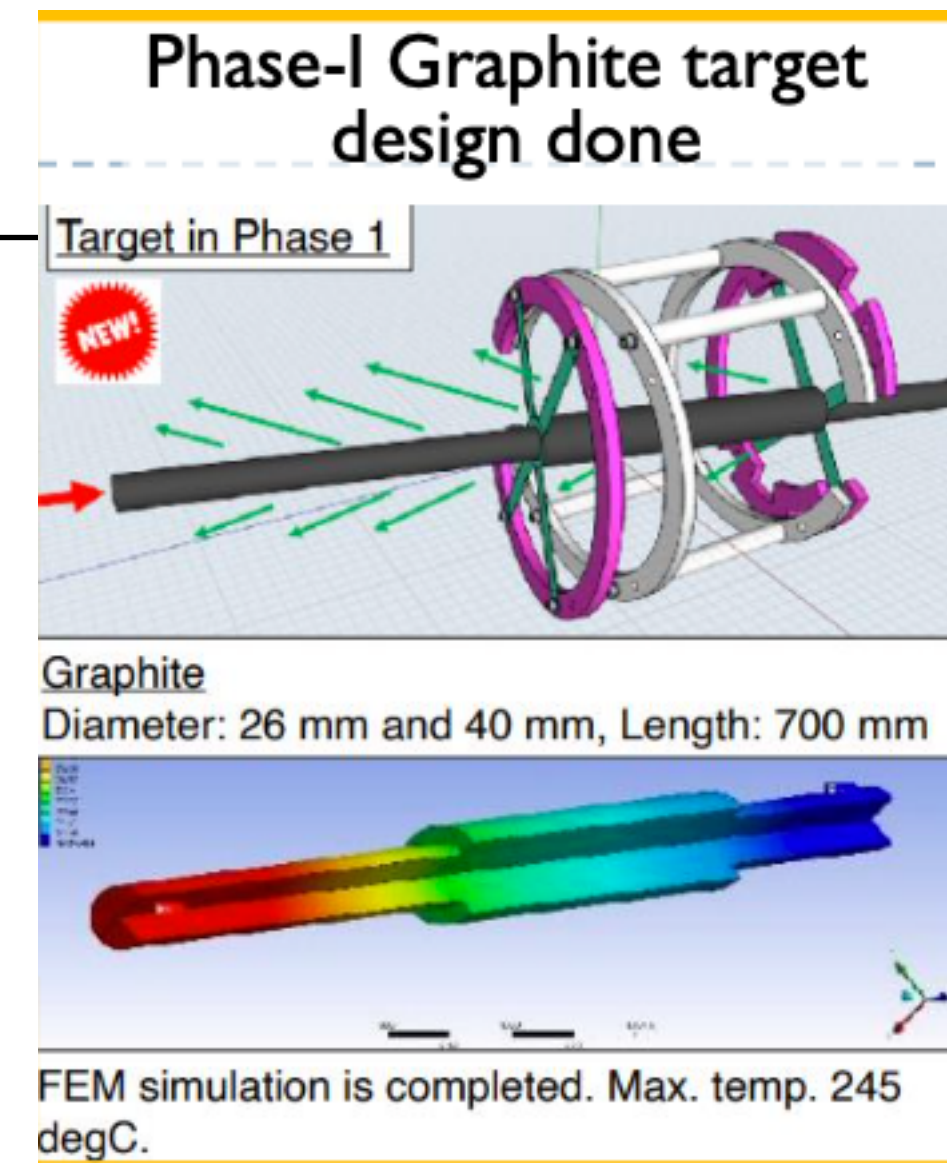 Phase-I Graphite target
design done
Target in Phase 1
NEW!
Graphite
Diameter: 26 mm and 40 mm, Length: 700 mm
FEM simulation is completed. Max. temp. 245
degC.